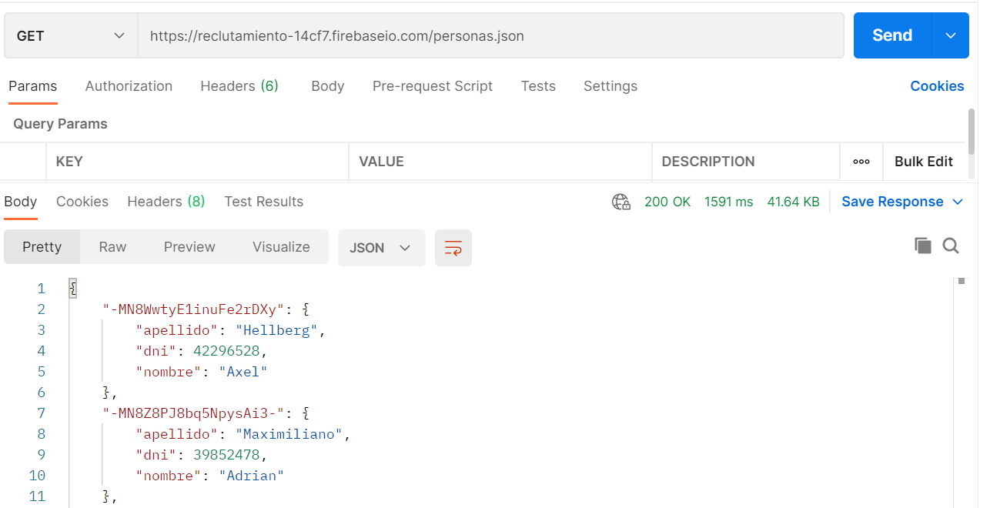 GET https://reclutamiento-14cf7.firebaseio.com/personas.json Send
Params Authorization Headers (6) Body Pre-request Script Tests Settings Cookies
Query Params
KEY VALUE DESCRIPTION ooo Bulk Edit
Body Cookies Headers (8) Test Results 200 OK 1591 ms 41.64 KB Save Response
Pretty Raw Preview Visualize JSON
1 {
2 "-MN8WwtyE1inuFe2rDXy": {
3 "apellido": "Hellberg",
4 "dni": 42296528,
5 "nombre": "Axel"
6 },
7 "-MN8Z8PJ8bq5NpysAi3-": {
8 "apellido": "Maximiliano",
9 "dni": 39852478,
10 "nombre": "Adrian"
11 },